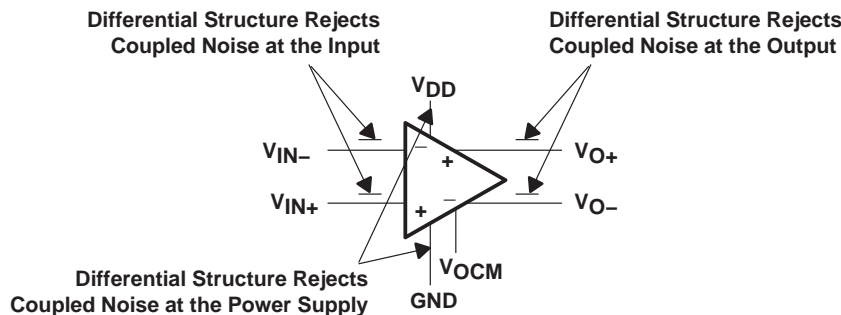 Differential Structure Rejects
Coupled Noise at the Input
Differential Structure Rejects
Coupled Noise at the Output
VDD
VIN–
–
+
VO+
VIN+
+
–
VO–
VOCM
GND
Differential Structure Rejects
Coupled Noise at the Power Supply